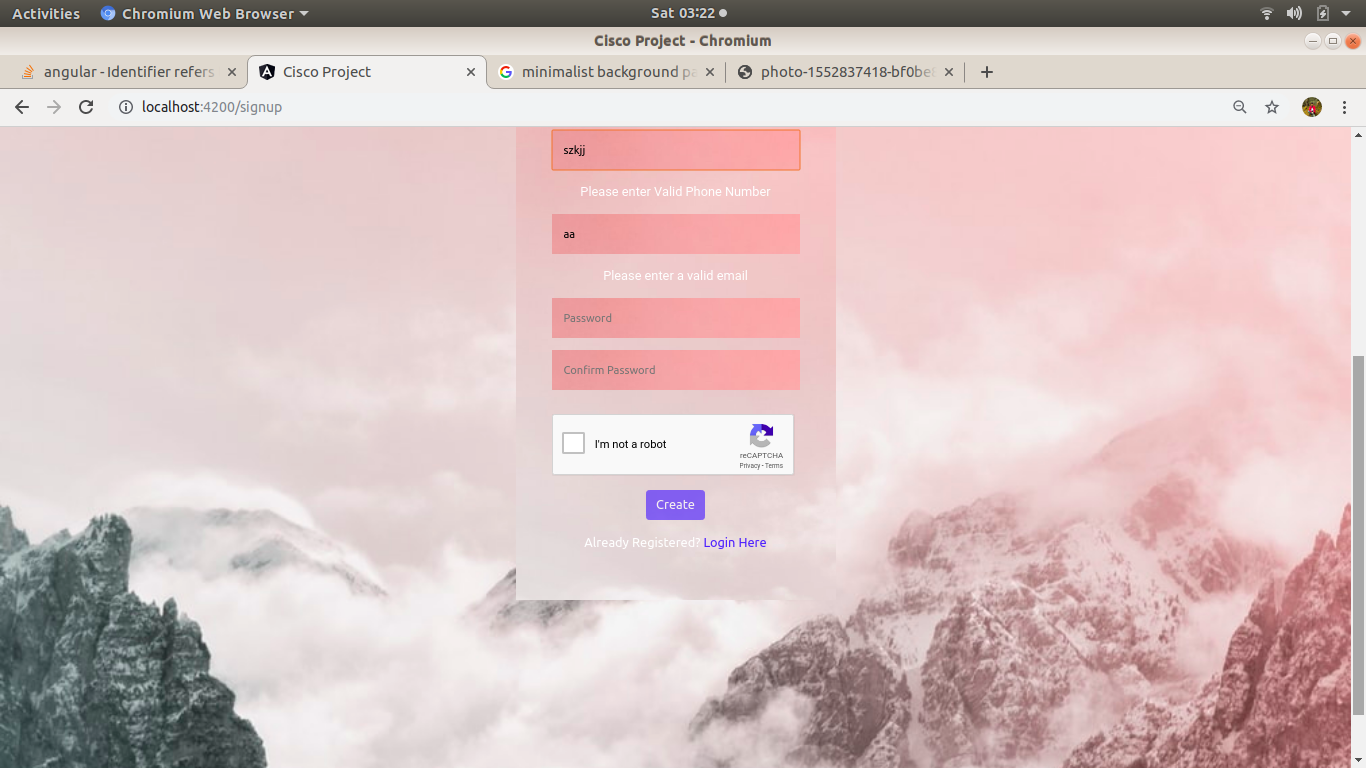 Activities Chromium Web Browser Sat 03:22
Cisco Project - Chromium
angular - Identifier refers Cisco Project minimalist background pa photo-1552837418-bf0be
localhost:4200/signup
szkjj
Please enter Valid Phone Number
aa
Please enter a valid email
Password
Confirm Password
I'm not a robot
reCAPTCHA
Privacy - Terms
Create
Already Registered? Login Here